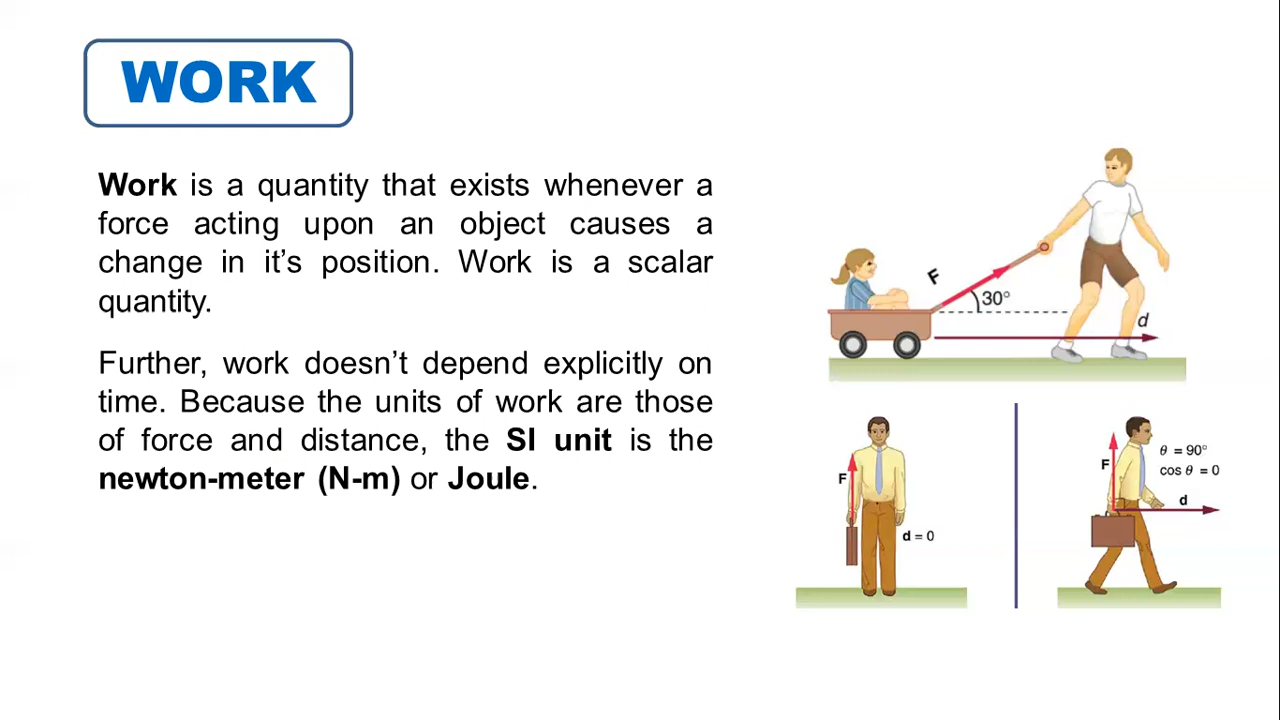 WORK
Work is a quantity that exists whenever a
force acting upon an object causes a
change in it’s position. Work is a scalar
quantity.
Further, work doesn’t depend explicitly on
time. Because the units of work are those
of force and distance, the SI unit is the
newton-meter (N-m) or Joule.
F
30°
d
F
d = 0
F
θ = 90°
cos θ = 0
d